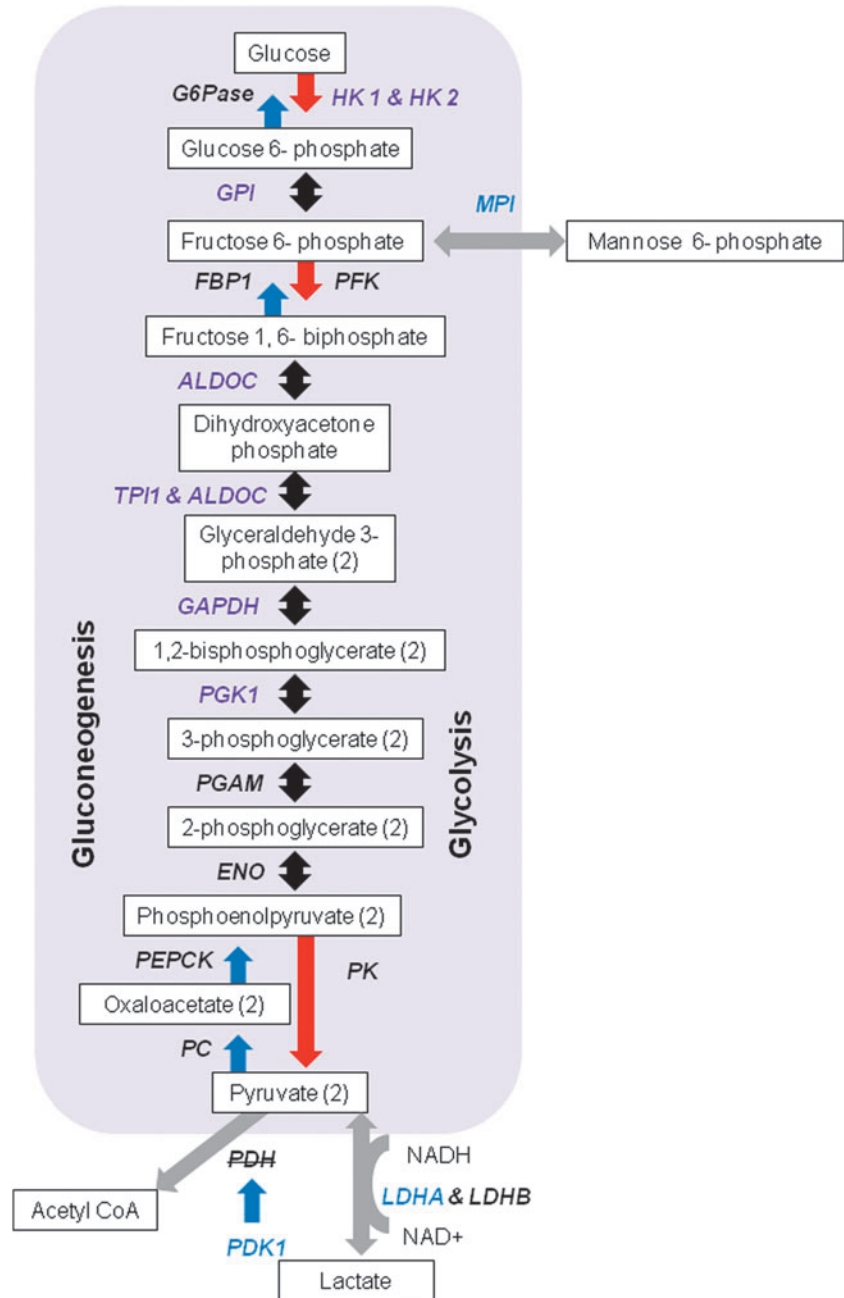 Glucose
G6Pase
HK 1 & HK 2
Glucose 6- phosphate
GPI
MPI
Fructose 6- phosphate
Mannose 6-phosphate
FBP1
PFK
Fructose 1, 6- biphosphate
ALDOC
Dihydroxyacetone
phosphate
TPI1 & ALDOC
Glyceraldehyde 3-
phosphate (2)
GAPDH
1,2-bisphosphoglycerate (2)
PGK1
3-phosphoglycerate (2)
PGAM
2-phosphoglycerate (2)
ENO
Gluconeogenesis
Glycolysis
Phosphoenolpyruvate (2)
PEPCK
PK
Oxaloacetate (2)
PC
Pyruvate (2)
PDH
NADH
LDHA & LDHB
NAD+
Acetyl CoA
PDK1
Lactate